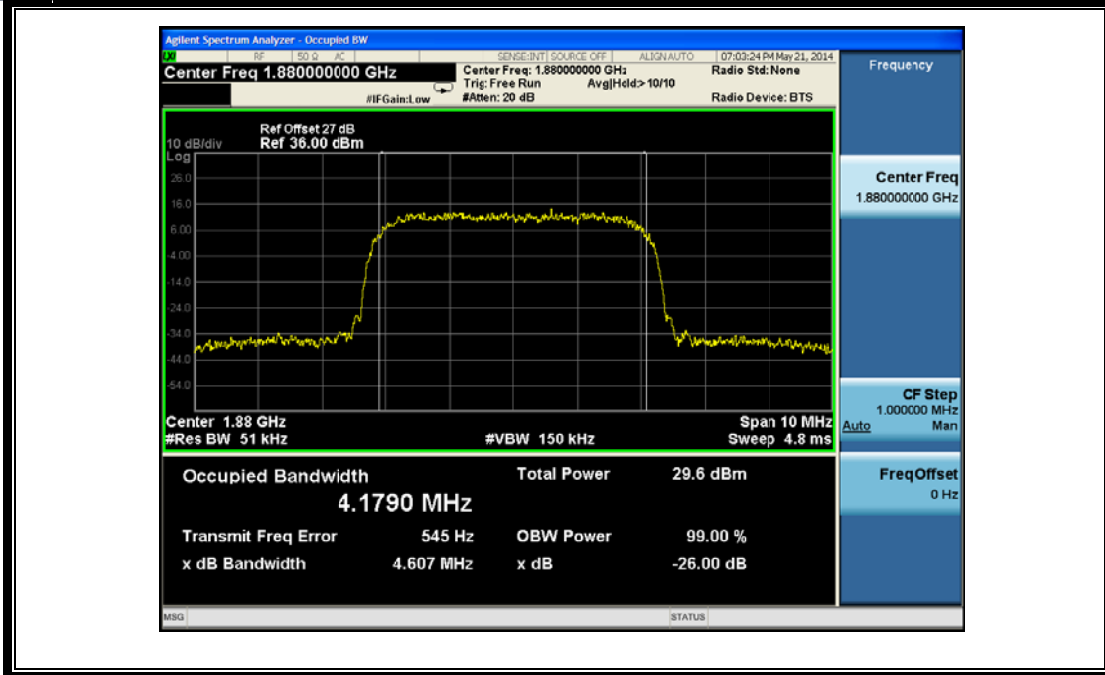 Agilent Spectrum Analyzer - Occupied BW
LXI RF 50 Ω AC SENSE:INT SOURCE OFF ALIGN AUTO 07:03:24 PM May 21, 2014
Center Freq 1.880000000 GHz
Center Freq: 1.880000000 GHz
Radio Std: None
Trig: Free Run Avg|Hold:> 10/10
#IFGain:Low #Atten: 20 dB
Radio Device: BTS
Ref Offset 27 dB
10 dB/div Ref 36.00 dBm
Log
26.0
16.0
6.00
-4.00
-14.0
-24.0
-34.0
-44.0
-54.0
Center 1.88 GHz Span 10 MHz
#Res BW 51 kHz #VBW 150 kHz Sweep 4.8 ms
Occupied Bandwidth Total Power 29.6 dBm
4.1790 MHz
Transmit Freq Error 545 Hz OBW Power 99.00 %
x dB Bandwidth 4.607 MHz x dB -26.00 dB
MSG STATUS
Frequency
Center Freq
1.880000000 GHz
CF Step
1.000000 MHz
Auto Man
Freq Offset
0 Hz